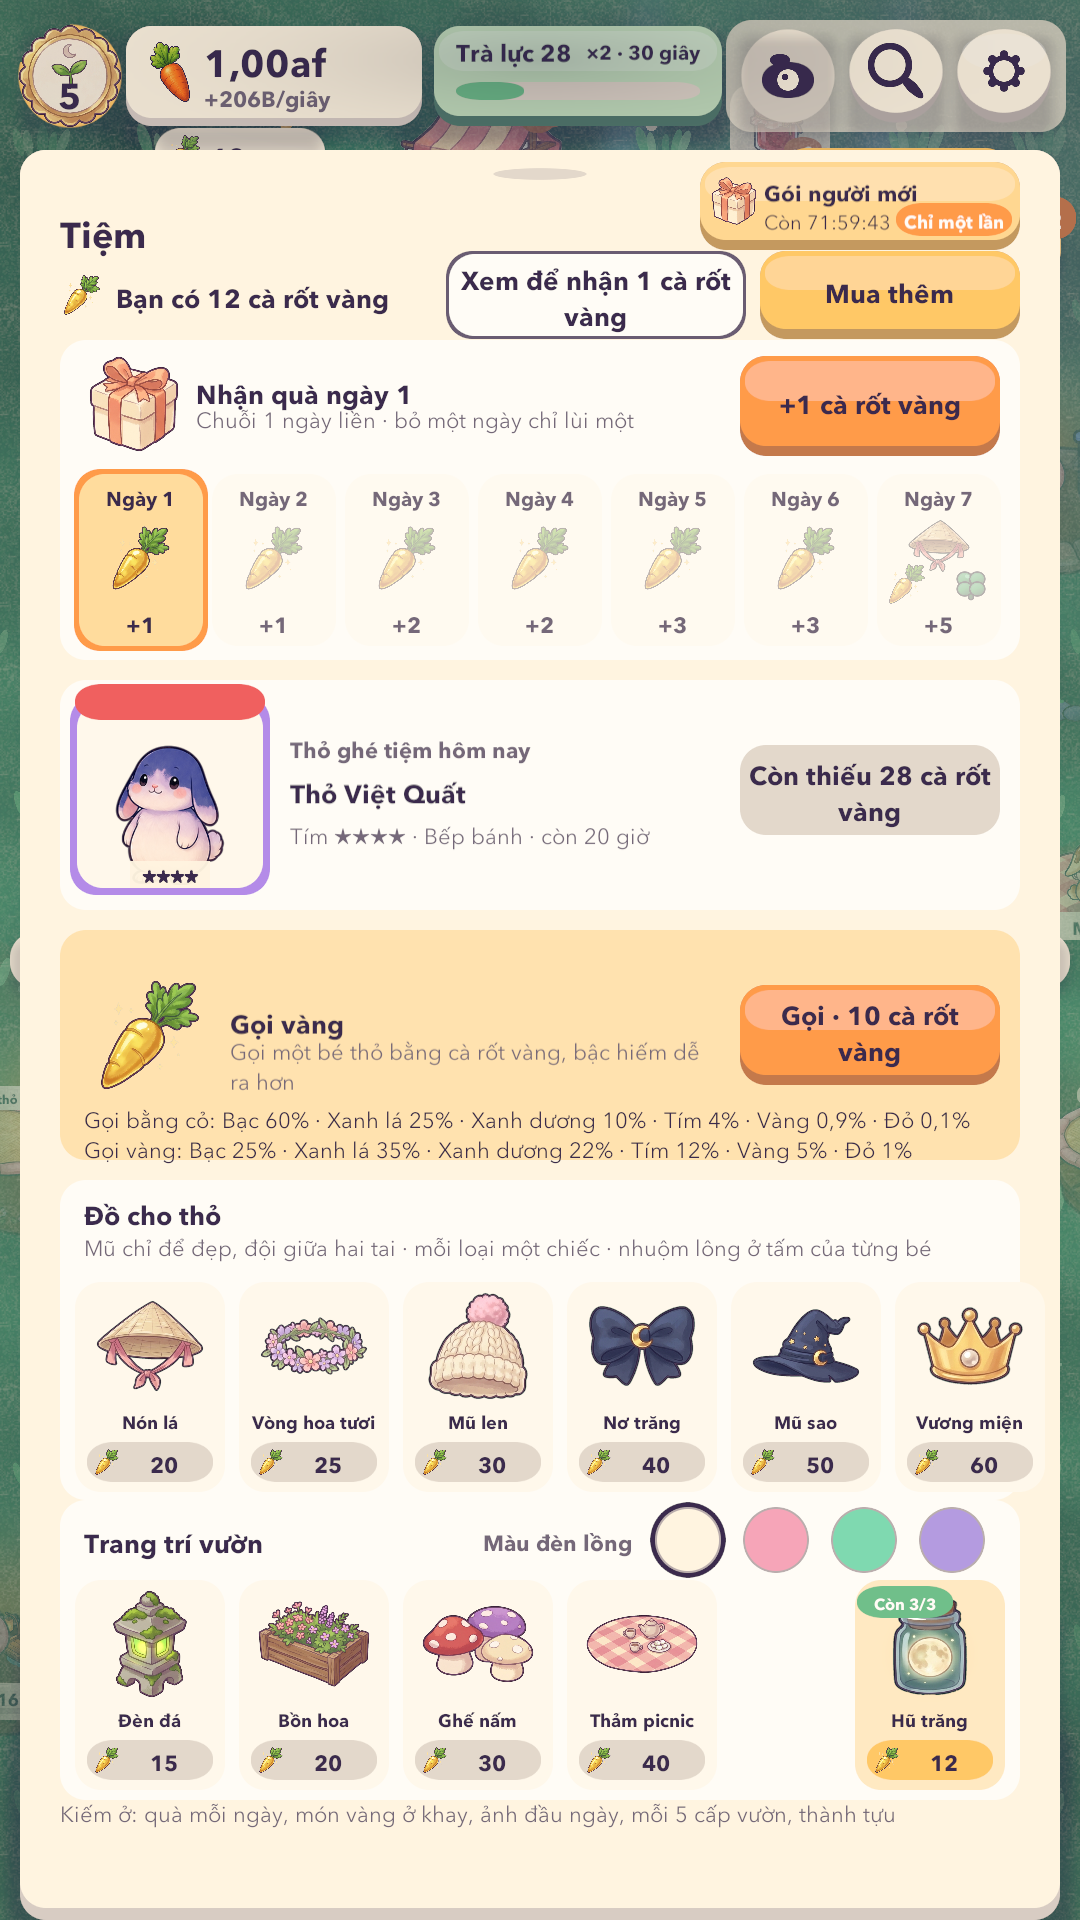 5
1,00af
+206B/giây
Trà lực 28 ×2 · 30 giây
Gói người mới
Còn 71:59:43 Chỉ một lần
Tiệm
Bạn có 12 cà rốt vàng
Xem để nhận 1 cà rốt
vàng
Mua thêm
Nhận quà ngày 1
Chuỗi 1 ngày liền · bỏ một ngày chỉ lùi một
+1 cà rốt vàng
Ngày 1 Ngày 2 Ngày 3 Ngày 4 Ngày 5 Ngày 6 Ngày 7
+1 +1 +2 +2 +3 +3 +5
Thỏ ghé tiệm hôm nay
Thỏ Việt Quất
Tím ★★★★ · Bếp bánh · còn 20 giờ
★★★★
Còn thiếu 28 cà rốt
vàng
Gọi vàng
Gọi một bé thỏ bằng cà rốt vàng, bậc hiếm dễ
ra hơn
Gọi · 10 cà rốt
vàng
Gọi bằng cỏ: Bạc 60% · Xanh lá 25% · Xanh dương 10% · Tím 4% · Vàng 0,9% · Đỏ 0,1%
Gọi vàng: Bạc 25% · Xanh lá 35% · Xanh dương 22% · Tím 12% · Vàng 5% · Đỏ 1%
Đồ cho thỏ
Mũ chỉ để đẹp, đội giữa hai tai · mỗi loại một chiếc · nhuộm lông ở tấm của từng bé
Nón lá Vòng hoa tươi Mũ len Nơ trăng Mũ sao Vương miện
20 25 30 40 50 60
Trang trí vườn
Màu đèn lồng
Còn 3/3
Đèn đá Bồn hoa Ghế nấm Thảm picnic Hũ trăng
15 20 30 40 12
Kiếm ở: quà mỗi ngày, món vàng ở khay, ảnh đầu ngày, mỗi 5 cấp vườn, thành tựu
thỏ
16